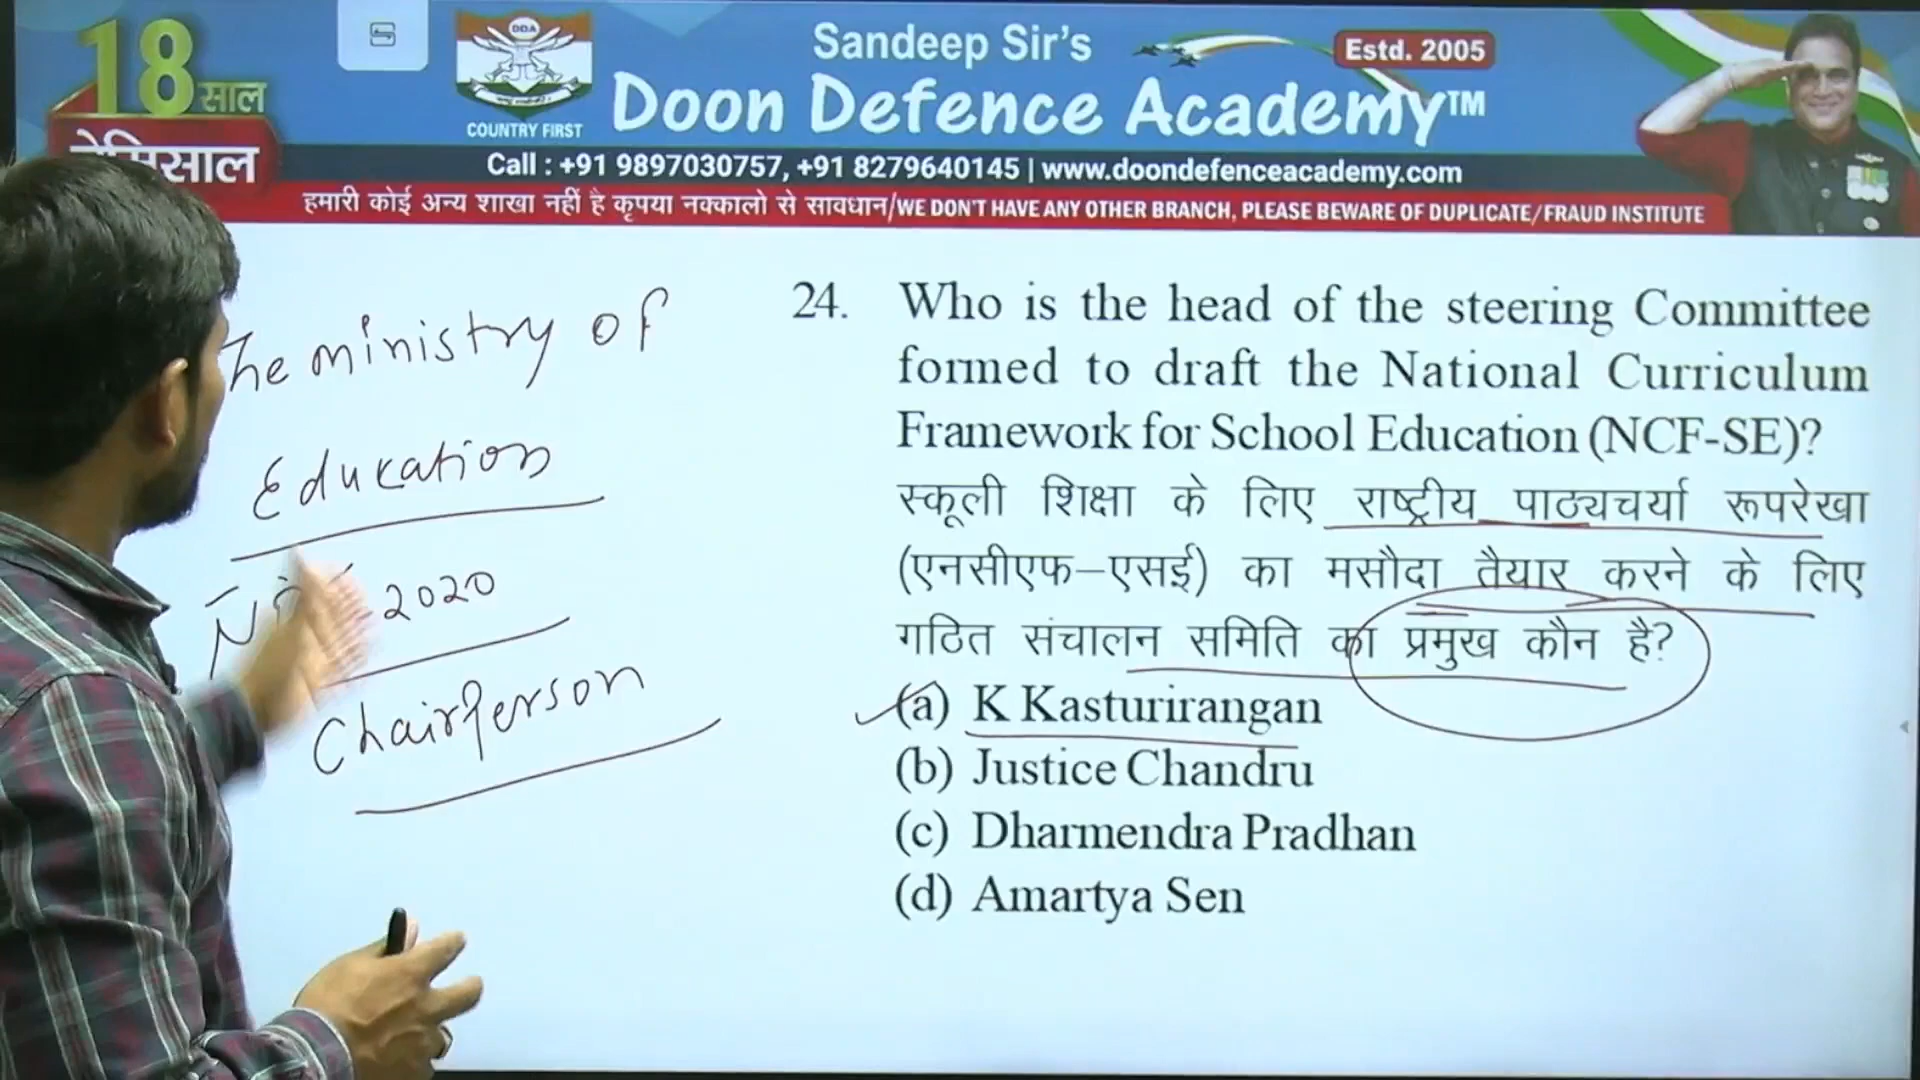 18 साल
साल
DDA
COUNTRY FIRST
Sandeep Sir's
Estd. 2005
Doon Defence Academy™
Call : +91 9897030757, +91 8279640145 | www.doondefenceacademy.com
हमारी कोई अन्य शाखा नहीं है कृपया नक्कालो से सावधान/WE DON'T HAVE ANY OTHER BRANCH, PLEASE BEWARE OF DUPLICATE/FRAUD INSTITUTE
The ministry of
Education
2020
Chairperson
24. Who is the head of the steering Committee
formed to draft the National Curriculum
Framework for School Education (NCF-SE)?
स्कूली शिक्षा के लिए राष्ट्रीय पाठ्यचर्या रूपरेखा
(एनसीएफ–एसई) का मसौदा तैयार करने के लिए
गठित संचालन समिति का प्रमुख कौन है?
(a) K Kasturirangan
(b) Justice Chandru
(c) Dharmendra Pradhan
(d) Amartya Sen